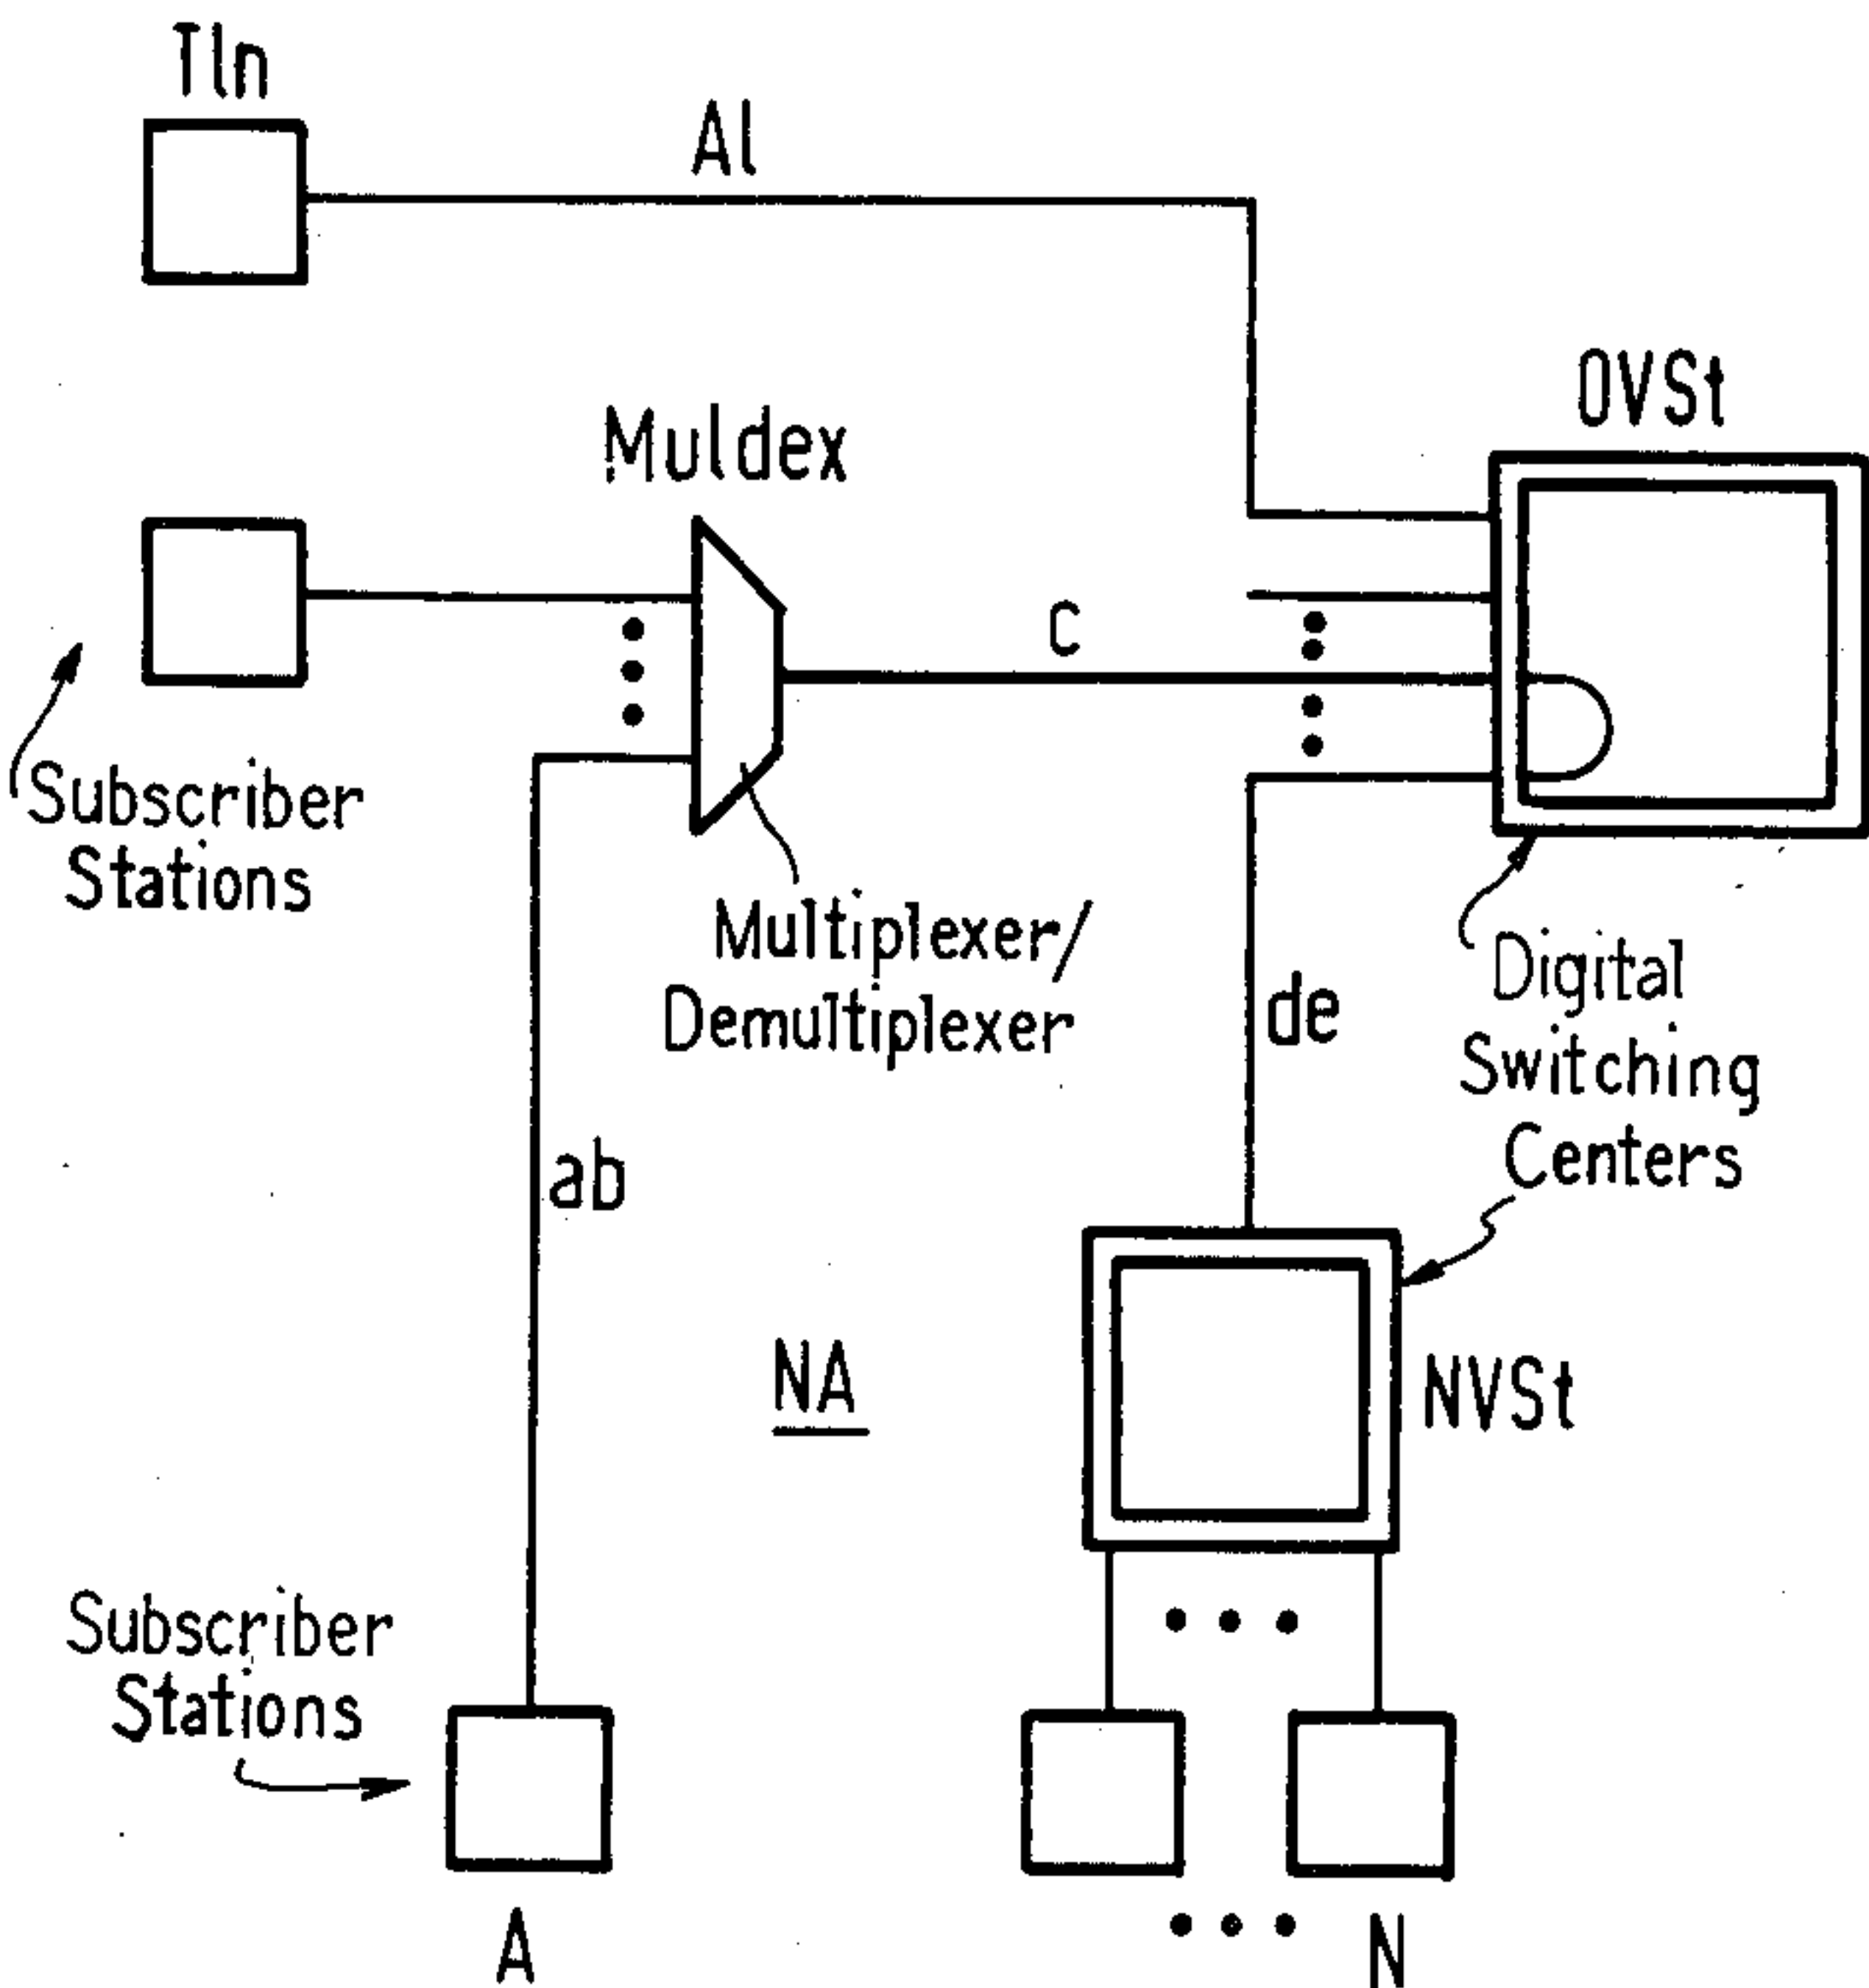 Tln
Al
OVSt
Muldex
C
Subscriber
Stations
Multiplexer/
Demultiplexer
Digital
Switching
Centers
de
ab
NA
NVSt
Subscriber
Stations
A
N